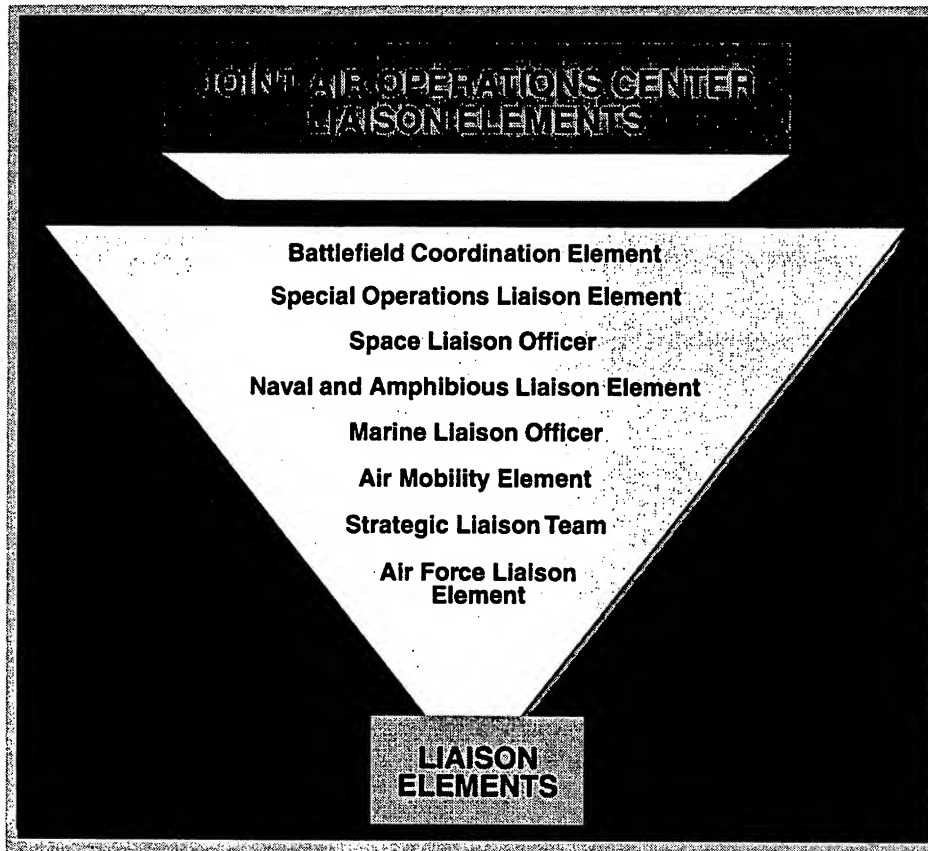 JOINT AIR OPERATIONS CENTER
LIAISON ELEMENTS
Battlefield Coordination Element
Special Operations Liaison Element
Space Liaison Officer
Naval and Amphibious Liaison Element
Marine Liaison Officer
Air Mobility Element
Strategic Liaison Team
Air Force Liaison
Element
LIAISON
ELEMENTS